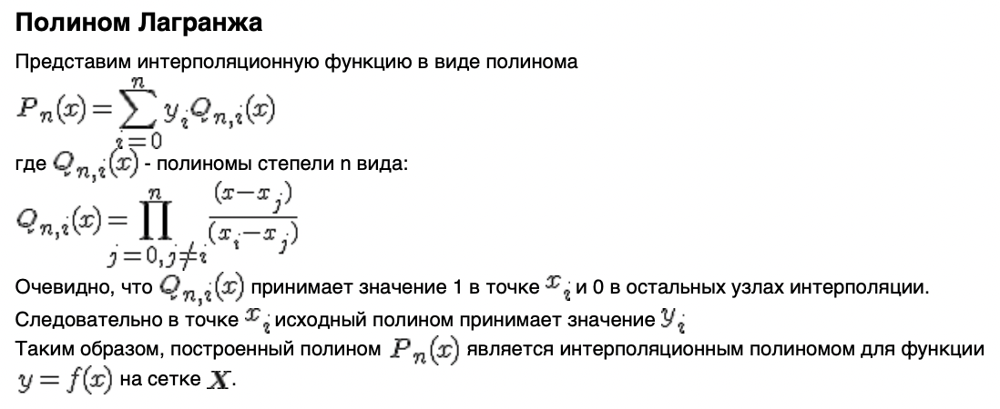 Полином Лагранжа
Представим интерполяционную функцию в виде полинома
P_n(x) = \sum_{i=0}^{n} y_i Q_{n,i}(x)
где Q_{n,i}(x) - полиномы степели n вида:
Q_{n,i}(x) = \prod_{j=0, j≠i}^{n} \frac{(x-x_j)}{(x_i-x_j)}
Очевидно, что Q_{n,i}(x) принимает значение 1 в точке x_i и 0 в остальных узлах интерполяции.
Следовательно в точке x_i исходный полином принимает значение y_i
Таким образом, построенный полином P_n(x) является интерполяционным полиномом для функции
y = f(x) на сетке X.